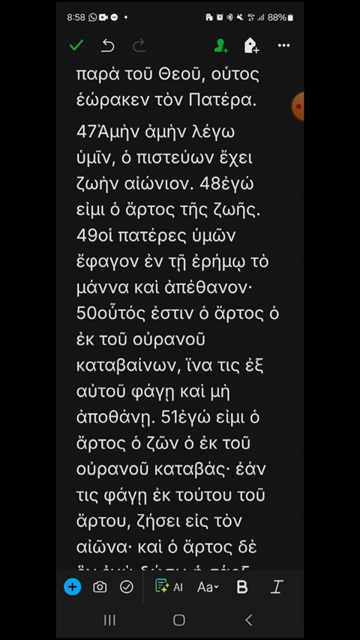 8:58 88%
παρὰ τοῦ Θεοῦ, οὗτος
ἑώρακεν τὸν Πατέρα.
47Ἀμὴν ἀμὴν λέγω
ὑμῖν, ὁ πιστεύων ἔχει
ζωὴν αἰώνιον. 48ἐγώ
εἰμι ὁ ἄρτος τῆς ζωῆς.
49οἱ πατέρες ὑμῶν
ἔφαγον ἐν τῇ ἐρήμῳ τὸ
μάννα καὶ ἀπέθανον·
50οὗτός ἐστιν ὁ ἄρτος ὁ
ἐκ τοῦ οὐρανοῦ
καταβαίνων, ἵνα τις ἐξ
αὐτοῦ φάγῃ καὶ μὴ
ἀποθάνῃ. 51ἐγώ εἰμι ὁ
ἄρτος ὁ ζῶν ὁ ἐκ τοῦ
οὐρανοῦ καταβάς· ἐάν
τις φάγῃ ἐκ τούτου τοῦ
ἄρτου, ζήσει εἰς τὸν
αἰῶνα· καὶ ὁ ἄρτος δὲ
AI Aa B I